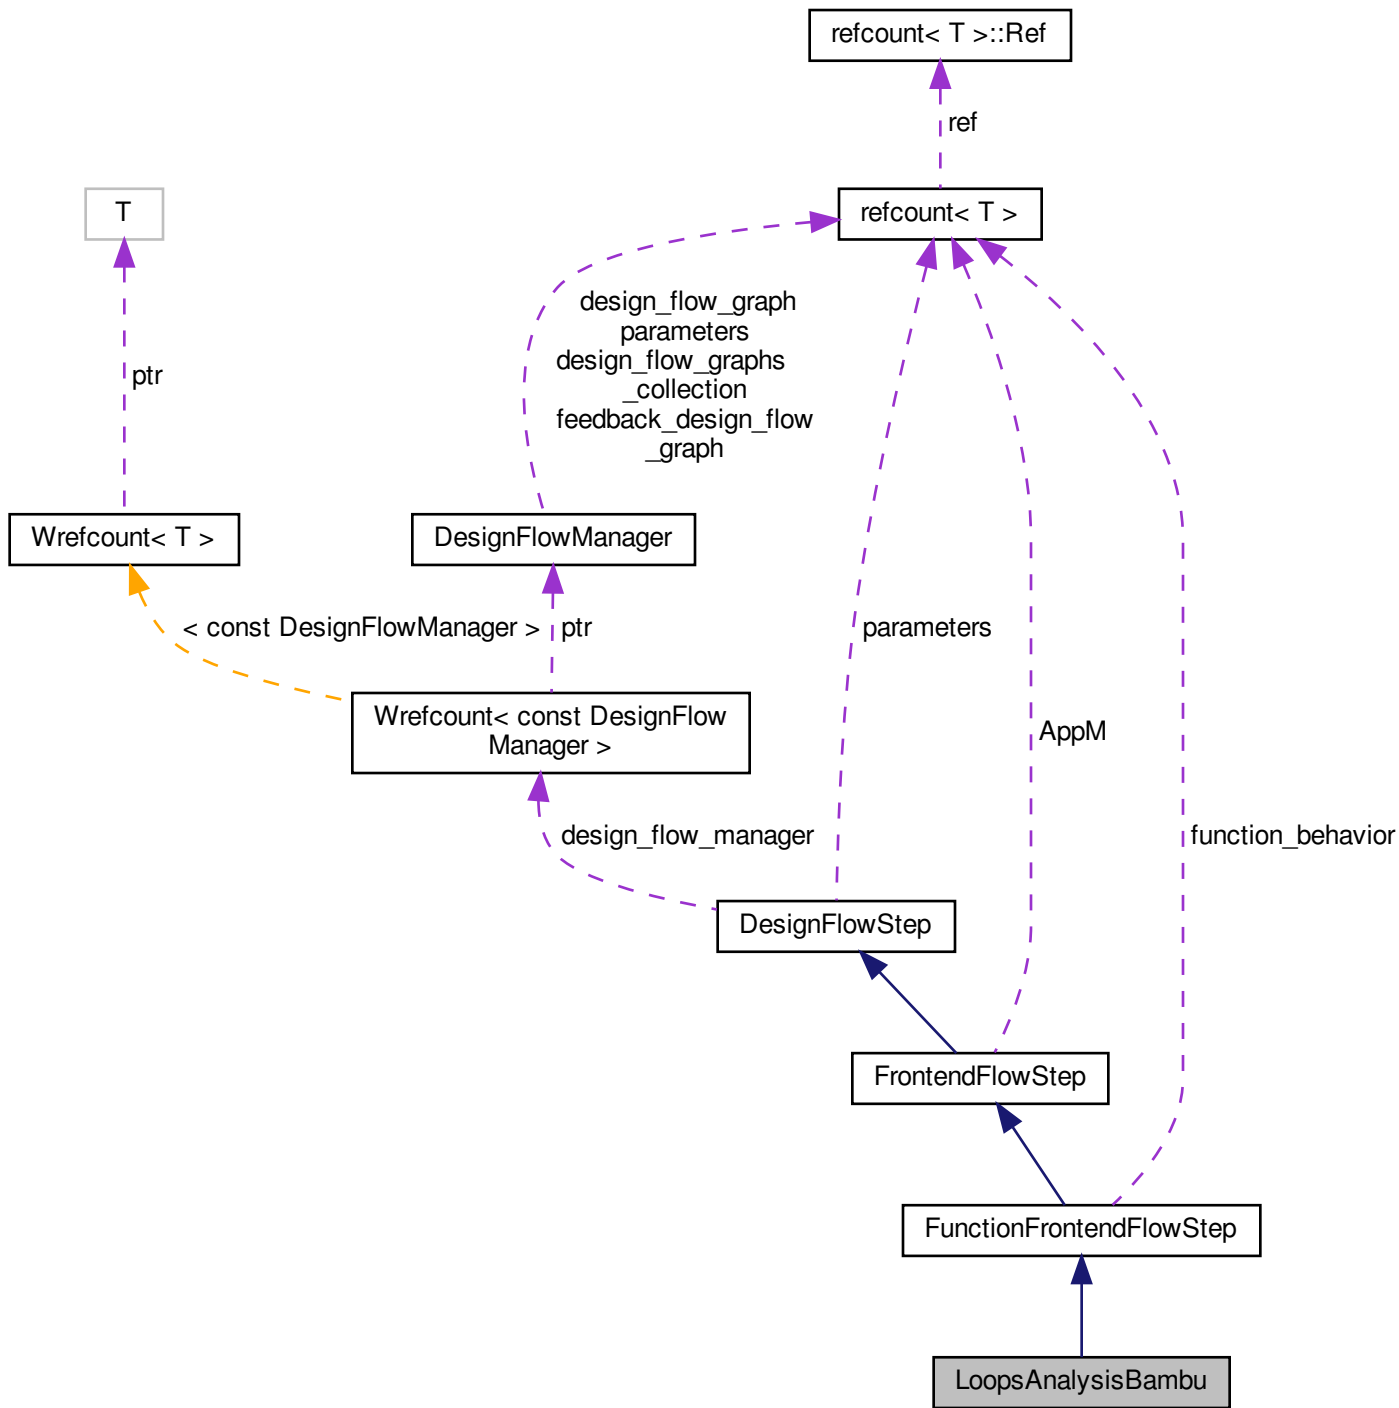 refcount< T >::Ref
ref
T
refcount< T >
design_flow_graph
parameters
design_flow_graphs
_collection
feedback_design_flow
_graph
ptr
Wrefcount< T >
DesignFlowManager
< const DesignFlowManager >
ptr
parameters
Wrefcount< const DesignFlow
Manager >
AppM
design_flow_manager
function_behavior
DesignFlowStep
FrontendFlowStep
FunctionFrontendFlowStep
LoopsAnalysisBambu